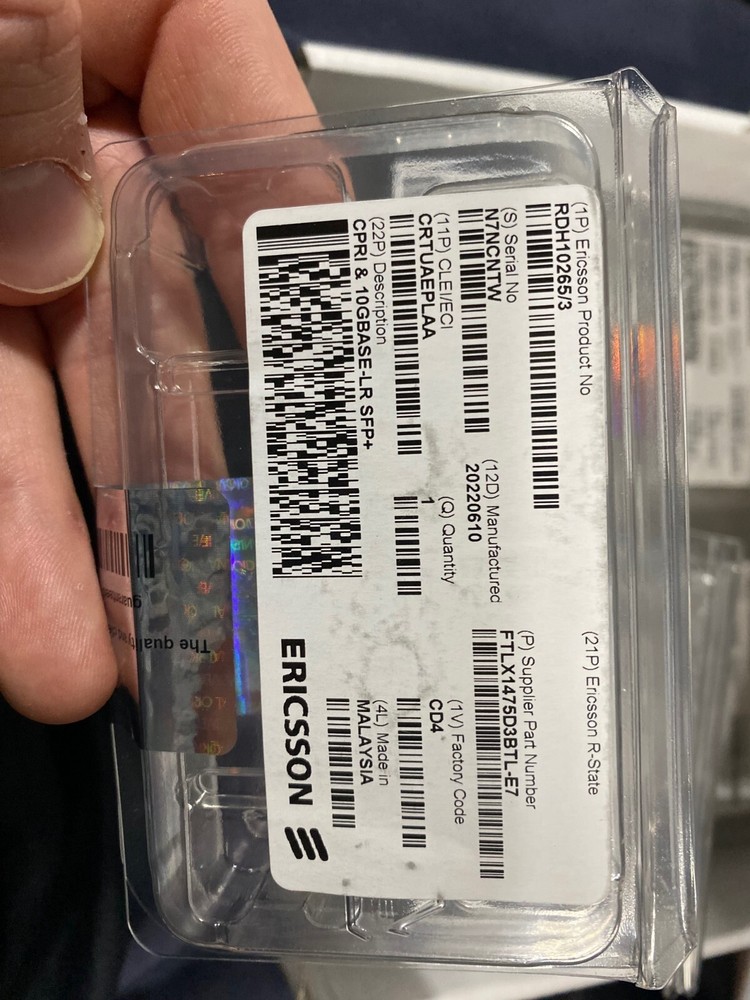 (1P) Ericsson Product No
RDH10265/3
(21P) Ericsson R-State
(S) Serial No
N7NCNTW
(12D) Manufactured
20220610
(P) Supplier Part Number
FTLX1475D3BTL-E7
(11P) CLEI/ECI
CRTUAEPLAA
(Q) Quantity
1
(1V) Factory Code
CD4
(22P) Description
CPRI & 10GBASE-LR SFP+
(4L) Made in
MALAYSIA
ERICSSON
The quality